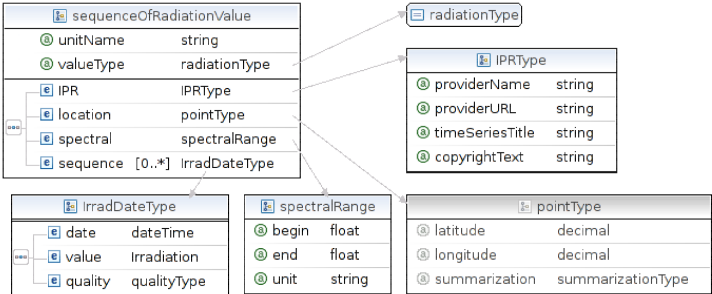 sequenceOfRadiationValue
a unitName string
a valueType radiationType
e IPR IPRType
e location pointType
e spectral spectralRange
e sequence [0..*] IrradDateType
radiationType
IPRType
a providerName string
a providerURL string
a timeSeriesTitle string
a copyrightText string
IrradDateType
e date dateTime
e value Irradiation
e quality qualityType
spectralRange
a begin float
a end float
a unit string
pointType
a latitude decimal
a longitude decimal
a summarization summarizationType